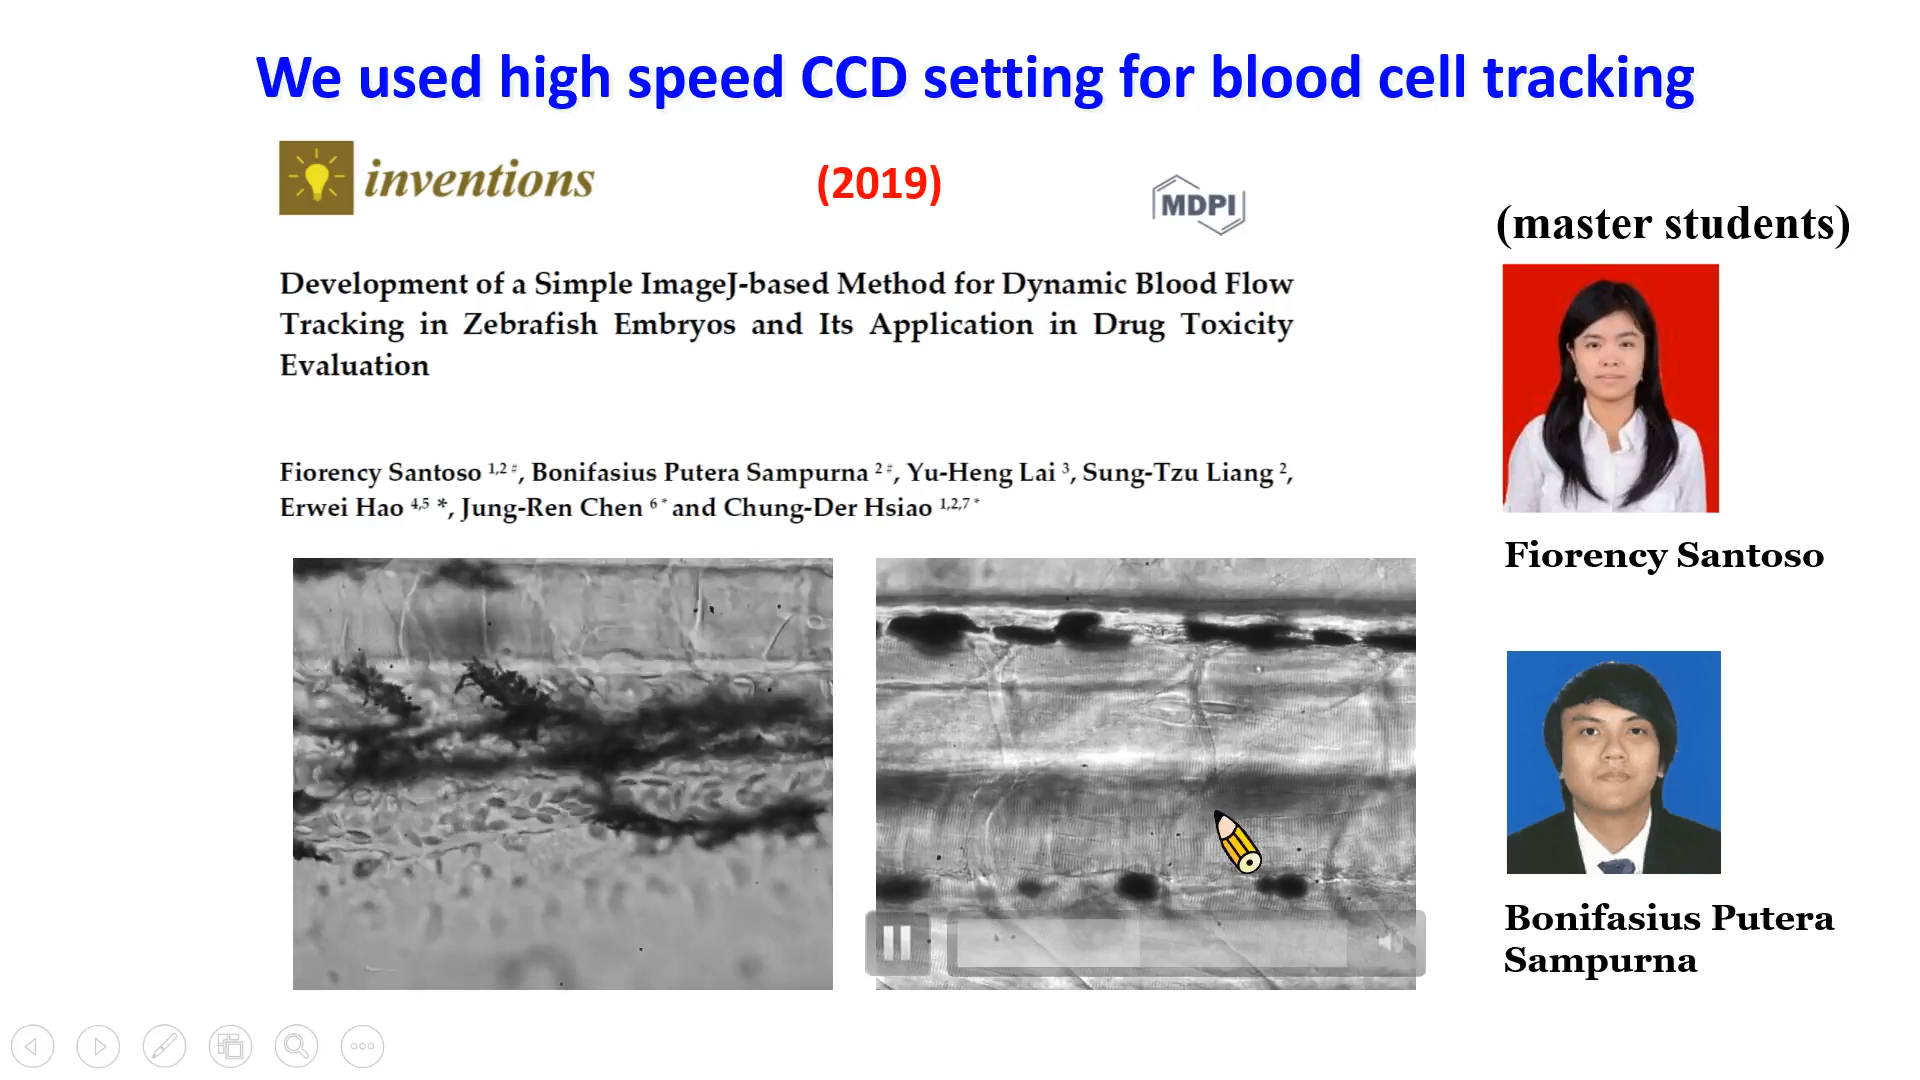 We used high speed CCD setting for blood cell tracking
inventions
(2019)
MDPI
(master students)
Development of a Simple ImageJ-based Method for Dynamic Blood Flow
Tracking in Zebrafish Embryos and Its Application in Drug Toxicity
Evaluation
Fiorency Santoso 1,2 #, Bonifasius Putera Sampurna 2 #, Yu-Heng Lai 3, Sung-Tzu Liang 2,
Erwei Hao 4,5 *, Jung-Ren Chen 6 * and Chung-Der Hsiao 1,2,7 *
Fiorency Santoso
Bonifasius Putera
Sampurna